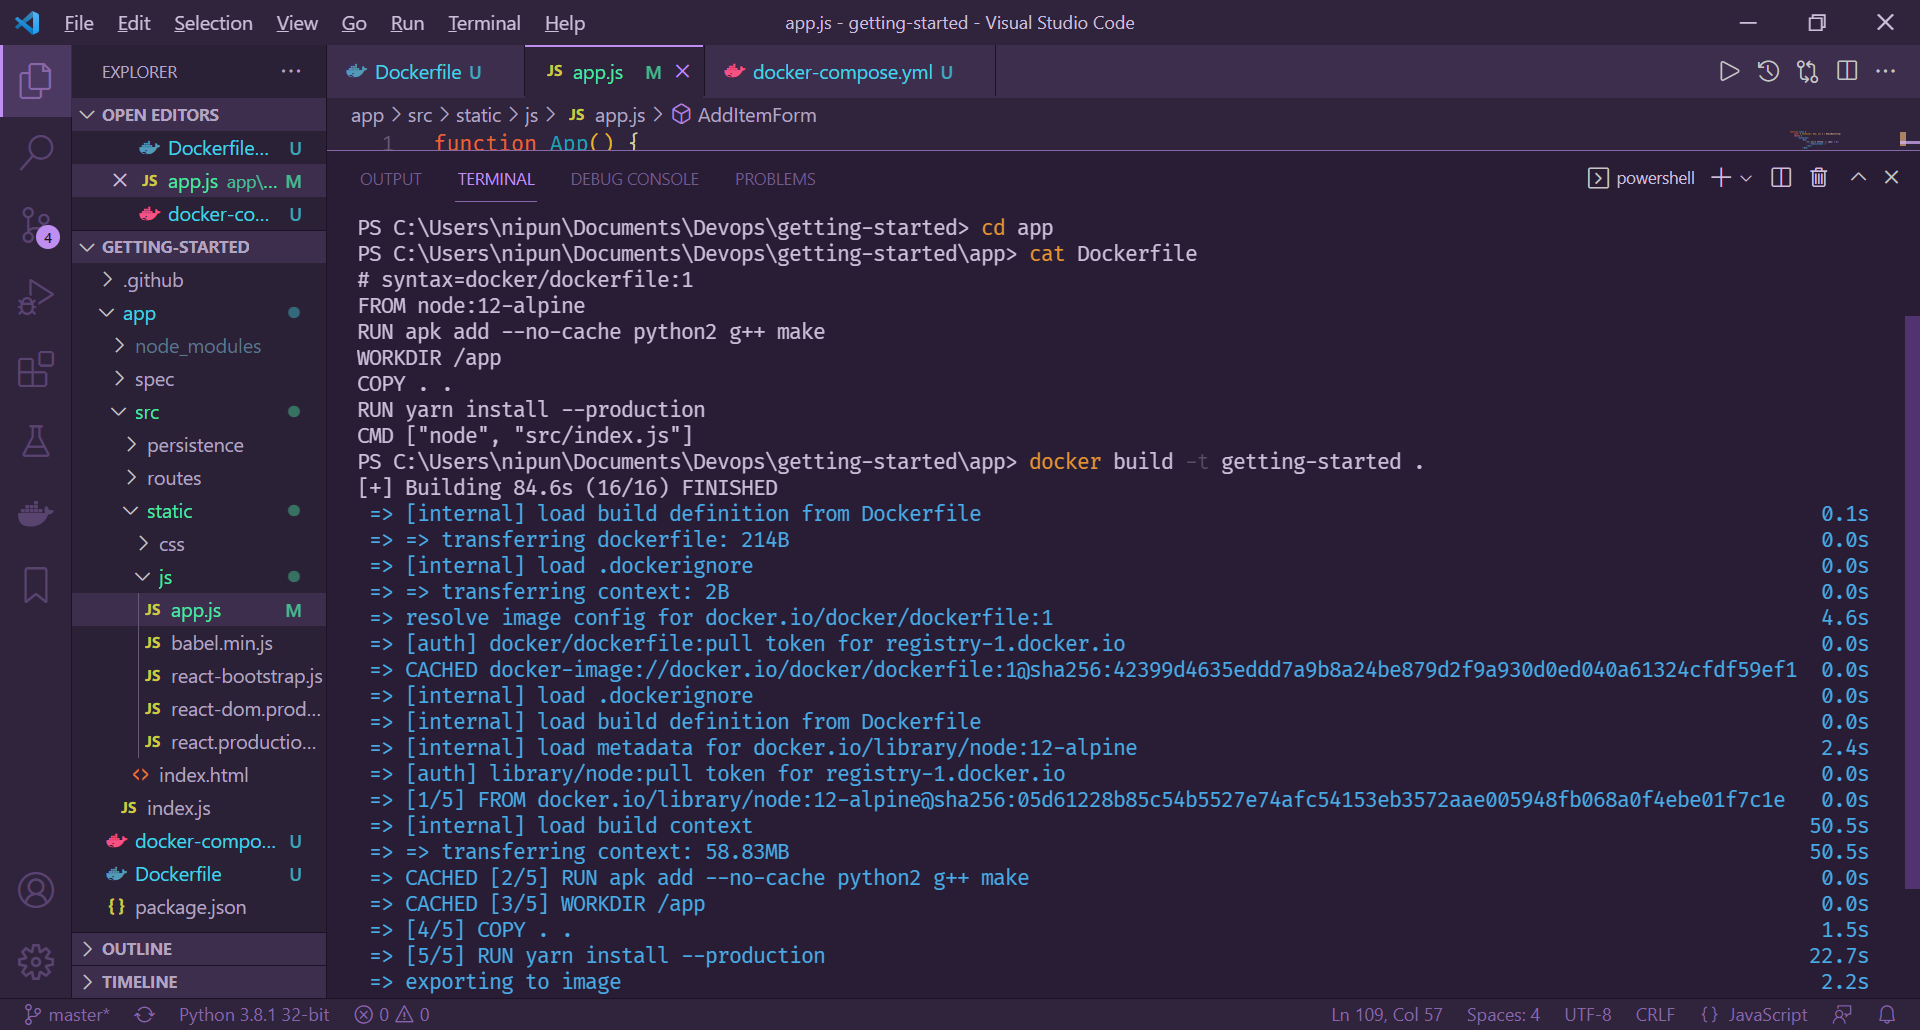 File Edit Selection View Go Run Terminal Help
app.js - getting-started - Visual Studio Code
EXPLORER
OPEN EDITORS
Dockerfile... U
app.js app\... M
docker-co... U
GETTING-STARTED
.github
app
node_modules
spec
src
persistence
routes
static
css
js
JS app.js M
JS babel.min.js
JS react-bootstrap.js
JS react-dom.prod...
JS react.productio...
<> index.html
JS index.js
docker-compo... U
Dockerfile U
{} package.json
OUTLINE
TIMELINE
4
Dockerfile U
JS app.js M
docker-compose.yml U
app > src > static > js > JS app.js > AddItemForm
1 function App() {
OUTPUT TERMINAL DEBUG CONSOLE PROBLEMS
powershell
PS C:\Users\nipun\Documents\Devops\getting-started> cd app
PS C:\Users\nipun\Documents\Devops\getting-started\app> cat Dockerfile
# syntax=docker/dockerfile:1
FROM node:12-alpine
RUN apk add --no-cache python2 g++ make
WORKDIR /app
COPY . .
RUN yarn install --production
CMD ["node", "src/index.js"]
PS C:\Users\nipun\Documents\Devops\getting-started\app> docker build -t getting-started .
[+] Building 84.6s (16/16) FINISHED
=> [internal] load build definition from Dockerfile 0.1s
=> => transferring dockerfile: 214B 0.0s
=> [internal] load .dockerignore 0.0s
=> => transferring context: 2B 0.0s
=> resolve image config for docker.io/docker/dockerfile:1 4.6s
=> [auth] docker/dockerfile:pull token for registry-1.docker.io 0.0s
=> CACHED docker-image://docker.io/docker/dockerfile:1@sha256:42399d4635eddd7a9b8a24be879d2f9a930d0ed040a61324cfdf59ef1 0.0s
=> [internal] load .dockerignore 0.0s
=> [internal] load build definition from Dockerfile 0.0s
=> [internal] load metadata for docker.io/library/node:12-alpine 2.4s
=> [auth] library/node:pull token for registry-1.docker.io 0.0s
=> [1/5] FROM docker.io/library/node:12-alpine@sha256:05d61228b85c54b5527e74afc54153eb3572aae005948fb068a0f4ebe01f7c1e 0.0s
=> [internal] load build context 50.5s
=> => transferring context: 58.83MB 50.5s
=> CACHED [2/5] RUN apk add --no-cache python2 g++ make 0.0s
=> CACHED [3/5] WORKDIR /app 0.0s
=> [4/5] COPY . . 1.5s
=> [5/5] RUN yarn install --production 22.7s
=> exporting to image 2.2s
master* Python 3.8.1 32-bit 0 0
Ln 109, Col 57 Spaces: 4 UTF-8 CRLF {} JavaScript